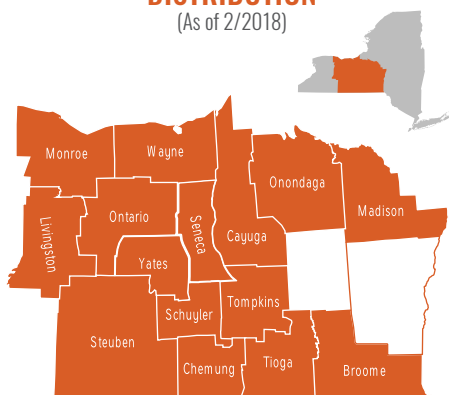 DISTRIBUTION
(As of 2/2018)
Monroe
Wayne
Onondaga
Madison
Livingston
Ontario
Seneca
Cayuga
Yates
Tompkins
Schuyler
Steuben
Chemung
Tioga
Broome